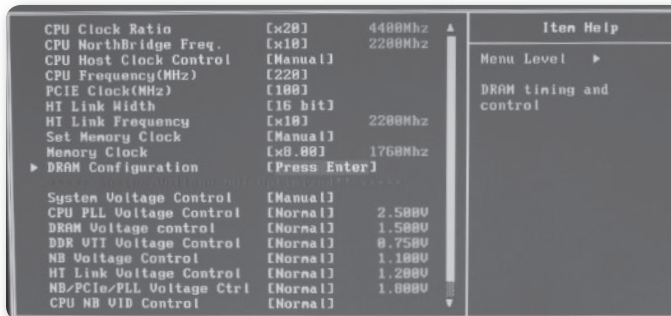 CPU Clock Ratio [x20] 4400Mhz
CPU NorthBridge Freq. [x10] 2200Mhz
CPU Host Clock Control [Manual]
CPU Frequency(MHz) [220]
PCIE Clock(MHz) [100]
HT Link Width [16 bit]
HT Link Frequency [x10] 2200Mhz
Set Memory Clock [Manual]
Memory Clock [x8.00] 1760Mhz
DRAM Configuration [Press Enter]
System Voltage Control [Manual]
CPU PLL Voltage Control [Normal] 2.500V
DRAM Voltage control [Normal] 1.500V
DDR VTT Voltage Control [Normal] 0.750V
NB Voltage Control [Normal] 1.100V
HT Link Voltage Control [Normal] 1.200V
NB/PCIe/PLL Voltage Ctrl [Normal] 1.800V
CPU NB VID Control [Normal]
Item Help
Menu Level
DRAM timing and
control